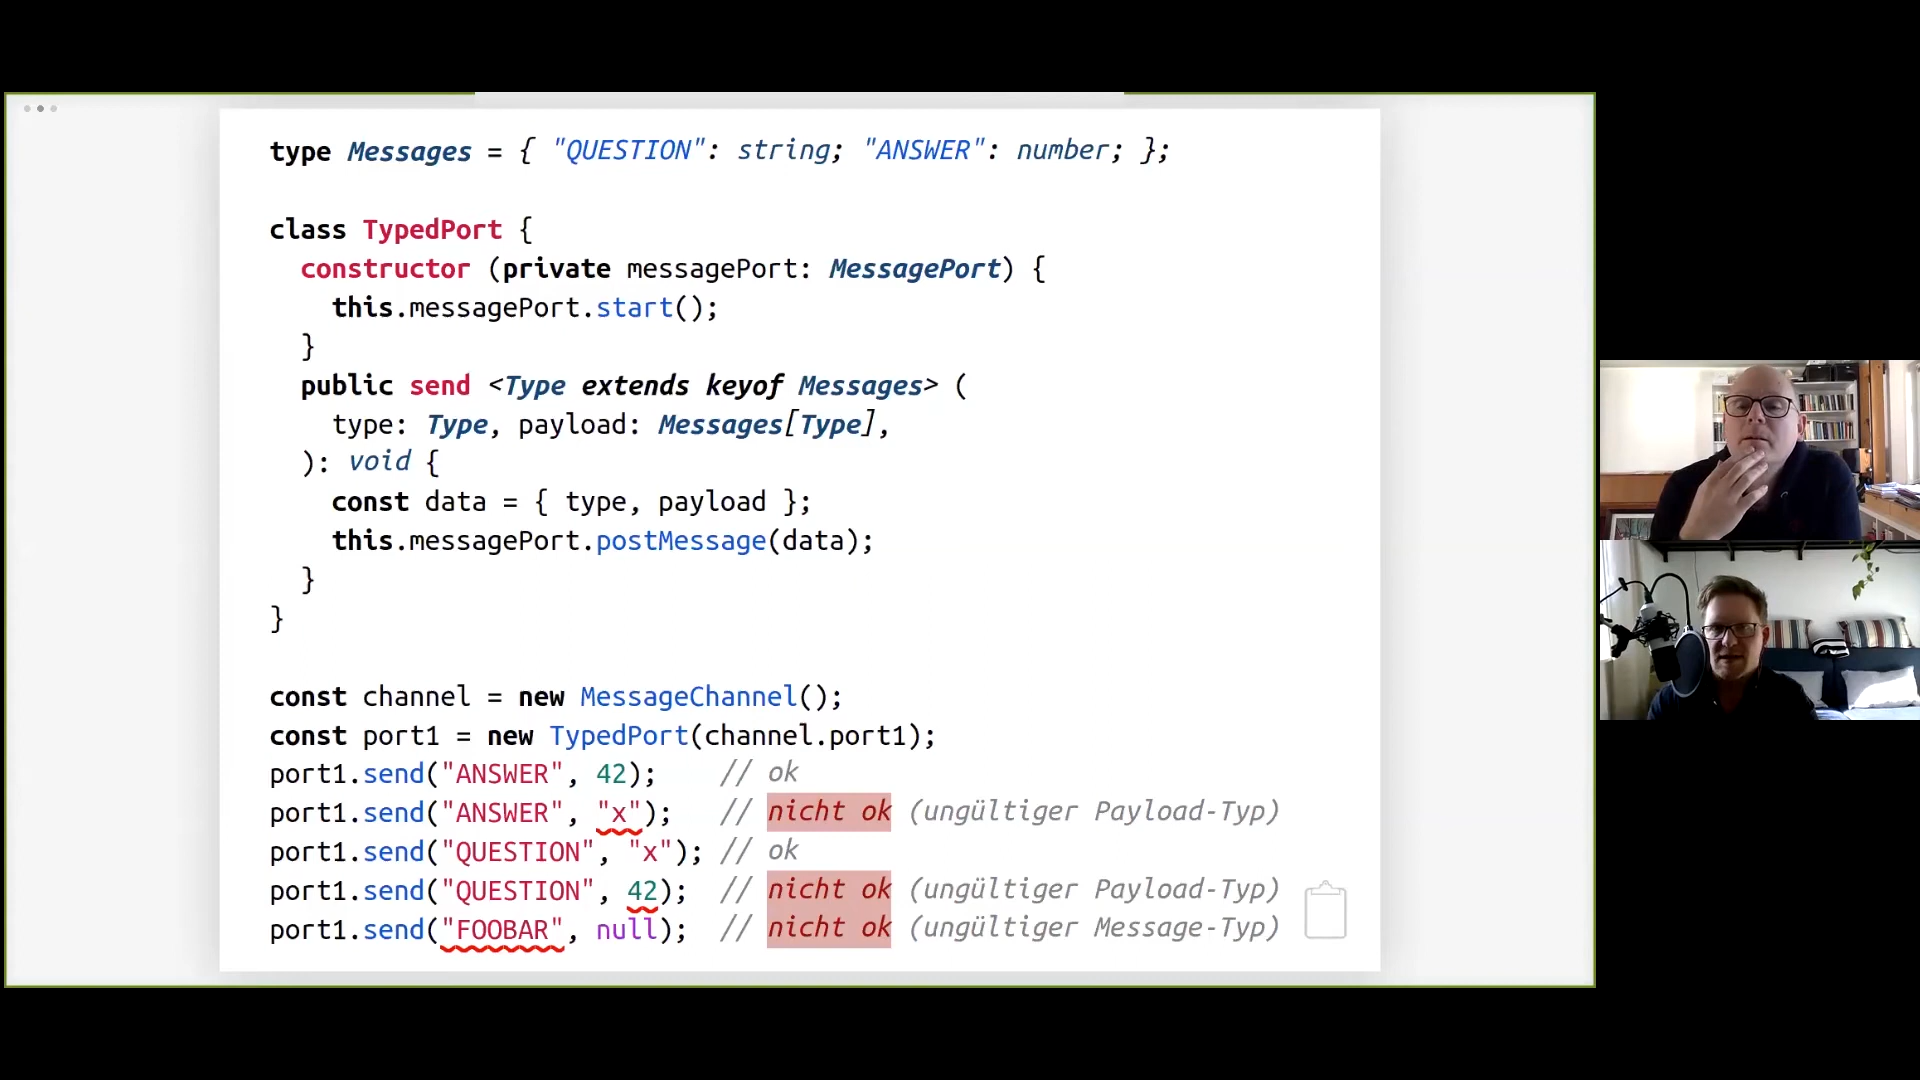 type Messages = { "QUESTION": string; "ANSWER": number; };
class TypedPort {
constructor (private messagePort: MessagePort) {
this.messagePort.start();
}
public send <Type extends keyof Messages> (
type: Type, payload: Messages[Type],
): void {
const data = { type, payload };
this.messagePort.postMessage(data);
}
}
const channel = new MessageChannel();
const port1 = new TypedPort(channel.port1);
port1.send("ANSWER", 42); // ok
port1.send("ANSWER", "x"); // nicht ok (ungültiger Payload-Typ)
port1.send("QUESTION", "x"); // ok
port1.send("QUESTION", 42); // nicht ok (ungültiger Payload-Typ)
port1.send("FOOBAR", null); // nicht ok (ungültiger Message-Typ)